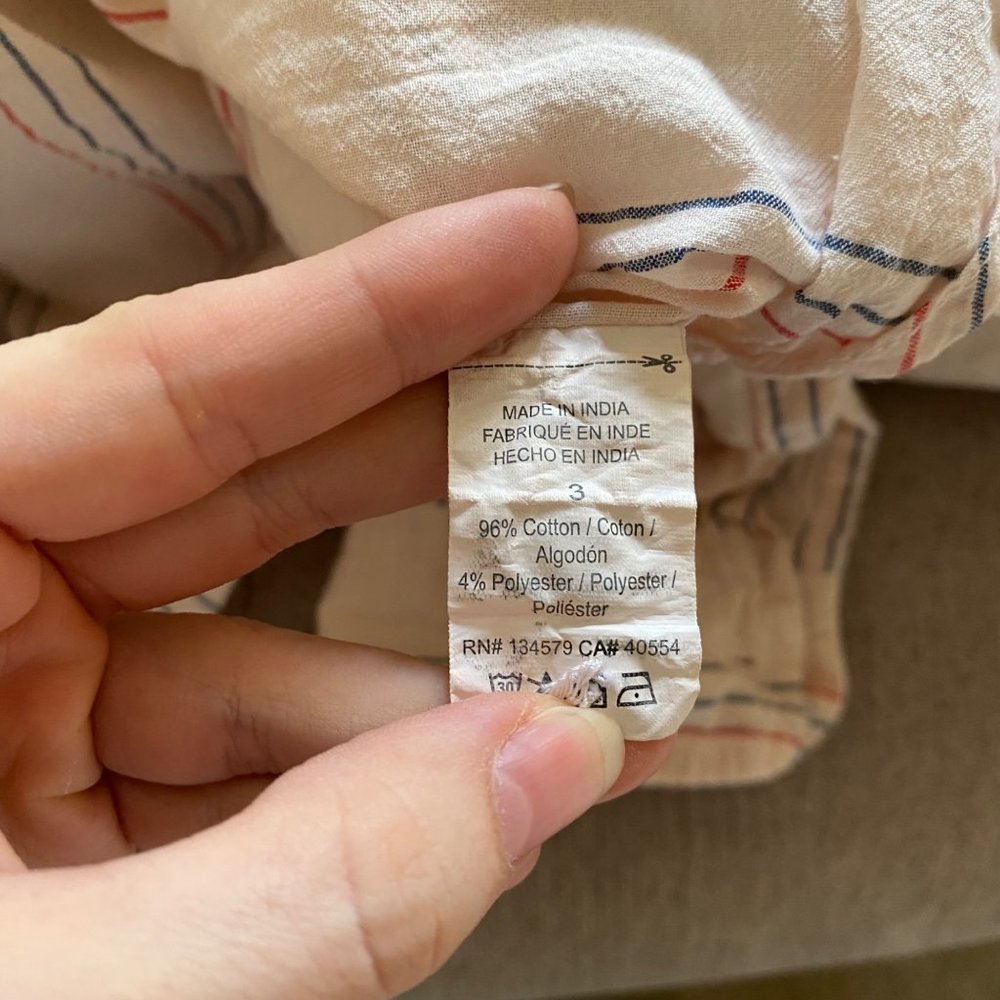 MADE IN INDIA
FABRIQUÉ EN INDE
HECHO EN INDIA
3
96% Cotton / Coton /
Algodón
4% Polyester / Polyester /
Poliéster
RN# 134579 CA# 40554
30